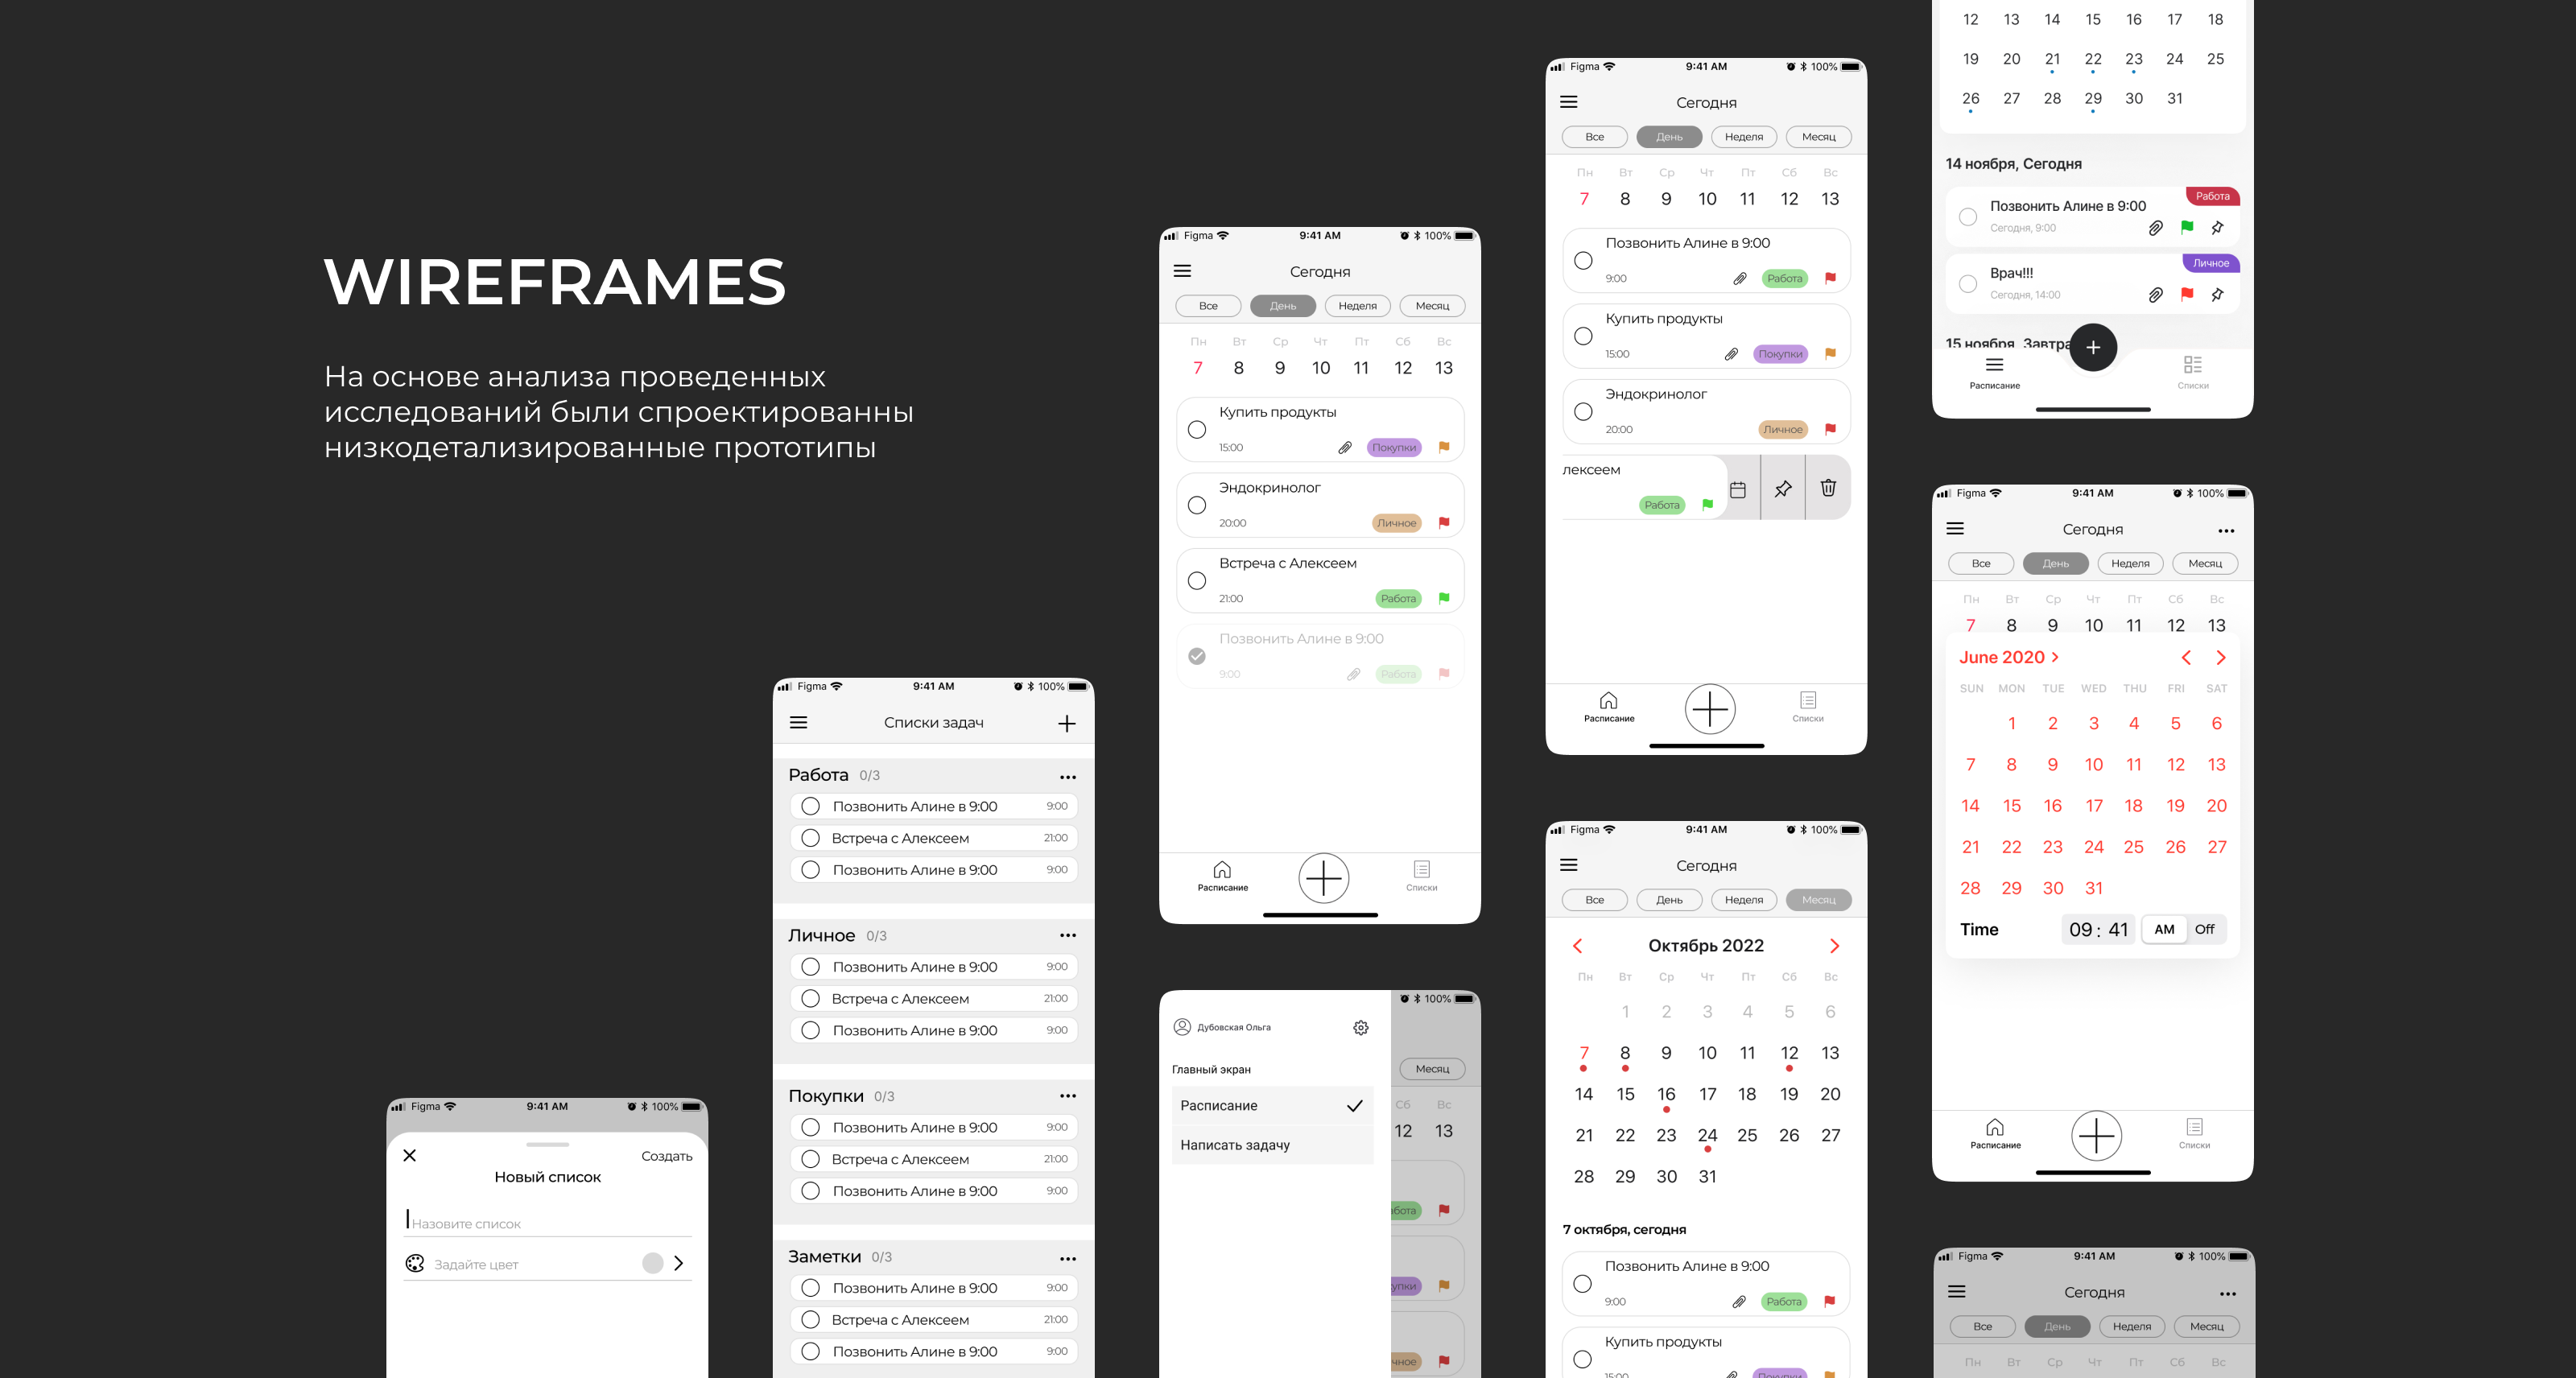 WIREFRAMES
На основе анализа проведенных
исследований были спроектированны
низкодетализированные прототипы
Figma 9:41 AM 100%
Создать
Новый список
Назовите список
Задайте цвет
Figma 9:41 AM 100%
Списки задач
Работа 0/3
Позвонить Алине в 9:00 9:00
Встреча с Алексеем 21:00
Позвонить Алине в 9:00 9:00
Личное 0/3
Позвонить Алине в 9:00 9:00
Встреча с Алексеем 21:00
Позвонить Алине в 9:00 9:00
Покупки 0/3
Позвонить Алине в 9:00 9:00
Встреча с Алексеем 21:00
Позвонить Алине в 9:00 9:00
Заметки 0/3
Позвонить Алине в 9:00 9:00
Встреча с Алексеем 21:00
Позвонить Алине в 9:00 9:00
Figma 9:41 AM 100%
Сегодня
Все День Неделя Месяц
Пн Вт Ср Чт Пт Сб Вс
7 8 9 10 11 12 13
Купить продукты
15:00 Покупки
Эндокринолог
20:00 Личное
Встреча с Алексеем
21:00 Работа
Позвонить Алине в 9:00
9:00 Работа
Расписание Списки
100%
Дубовская Ольга
Главный экран Месяц
Расписание Сб Вс
12 13
Написать задачу
абота
упки
чное
Figma 9:41 AM 100%
Сегодня
Все День Неделя Месяц
Пн Вт Ср Чт Пт Сб Вс
7 8 9 10 11 12 13
Позвонить Алине в 9:00
9:00 Работа
Купить продукты
15:00 Покупки
Эндокринолог
20:00 Личное
лексеем
Работа
Расписание Списки
Figma 9:41 AM 100%
Сегодня
Все День Неделя Месяц
Октябрь 2022
Пн Вт Ср Чт Пт Сб Вс
1 2 3 4 5 6
7 8 9 10 11 12 13
14 15 16 17 18 19 20
21 22 23 24 25 26 27
28 29 30 31
7 октября, сегодня
Позвонить Алине в 9:00
9:00 Работа
Купить продукты
15:00 Покупки
12 13 14 15 16 17 18
19 20 21 22 23 24 25
26 27 28 29 30 31
14 ноября, Сегодня
Работа
Позвонить Алине в 9:00
Сегодня, 9:00
Личное
Врач!!!
Сегодня, 14:00
15 ноября, Завтра
Расписание Списки
Figma 9:41 AM 100%
Сегодня
Все День Неделя Месяц
Пн Вт Ср Чт Пт Сб Вс
7 8 9 10 11 12 13
June 2020
SUN MON TUE WED THU FRI SAT
1 2 3 4 5 6
7 8 9 10 11 12 13
14 15 16 17 18 19 20
21 22 23 24 25 26 27
28 29 30 31
Time 09: 41 AM Off
Расписание Списки
Figma 9:41 AM 100%
Сегодня
Все День Неделя Месяц
Пн Вт Ср Чт Пт Сб Вс